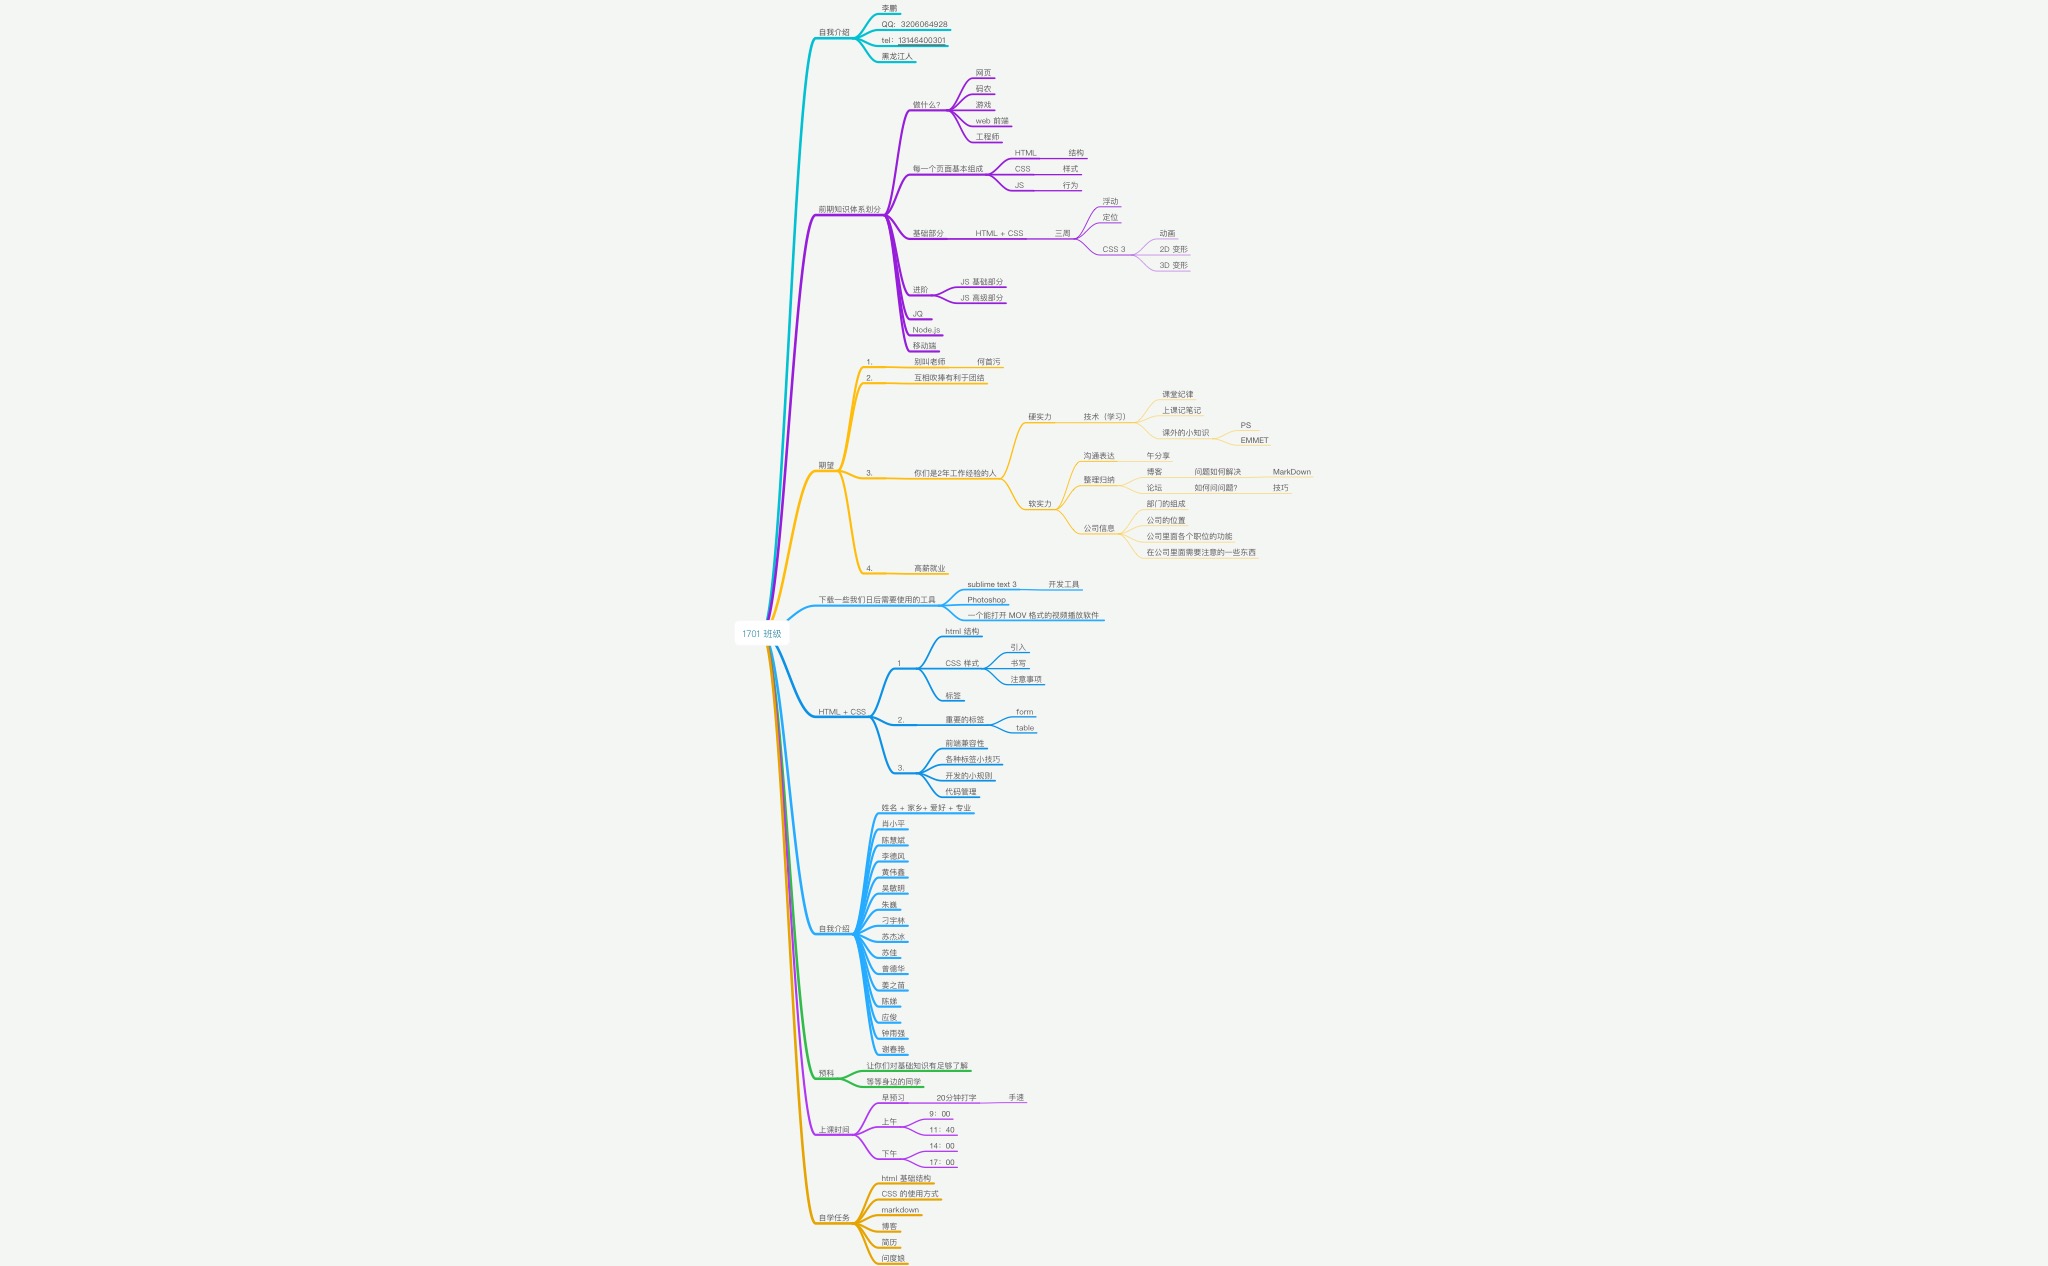 1701 班级
自我介绍
李鹏
QQ：3206064928
tel：13146400301
黑龙江人
前期知识体系划分
做什么？
网页
码农
游戏
web 前端
工程师
每一个页面基本组成
HTML
结构
CSS
样式
JS
行为
基础部分
HTML + CSS
三周
浮动
定位
CSS 3
动画
2D 变形
3D 变形
进阶
JS 基础部分
JS 高级部分
JQ
Node.js
移动端
期望
1.
别叫老师
何首污
2.
互相吹捧有利于团结
3.
你们是2年工作经验的人
硬实力
技术（学习）
课堂纪律
上课记笔记
课外的小知识
PS
EMMET
软实力
沟通表达
午分享
整理归纳
博客
问题如何解决
MarkDown
论坛
如何问问题？
技巧
公司信息
部门的组成
公司的位置
公司里面各个职位的功能
在公司里面需要注意的一些东西
4.
高薪就业
下载一些我们日后需要使用的工具
sublime text 3
开发工具
Photoshop
一个能打开 MOV 格式的视频播放软件
HTML + CSS
1
html 结构
CSS 样式
引入
书写
注意事项
标签
2.
重要的标签
form
table
3.
前端兼容性
各种标签小技巧
开发的小规则
代码管理
自我介绍
姓名 + 家乡+ 爱好 + 专业
肖小平
陈慧斌
李德风
黄伟鑫
吴敏玥
朱巍
刁宇林
苏杰冰
苏佳
曾德华
姜之苗
陈娣
应俊
钟雨强
谢春艳
预科
让你们对基础知识有足够了解
等等身边的同学
上课时间
早预习
20分钟打字
手速
上午
9：00
11：40
下午
14：00
17：00
自学任务
html 基础结构
CSS 的使用方式
markdown
博客
简历
问度娘